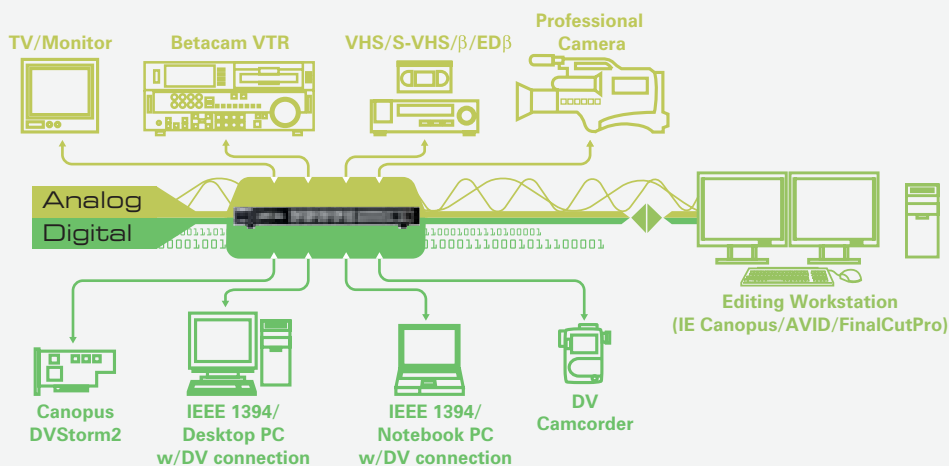 TV/Monitor
Betacam VTR
VHS/S-VHS/β/EDβ
Professional
Camera
Analog
Digital
Editing Workstation
(IE Canopus/AVID/FinalCutPro)
Canopus
DVStorm2
IEEE 1394/
Desktop PC
w/DV connection
IEEE 1394/
Notebook PC
w/DV connection
DV
Camcorder